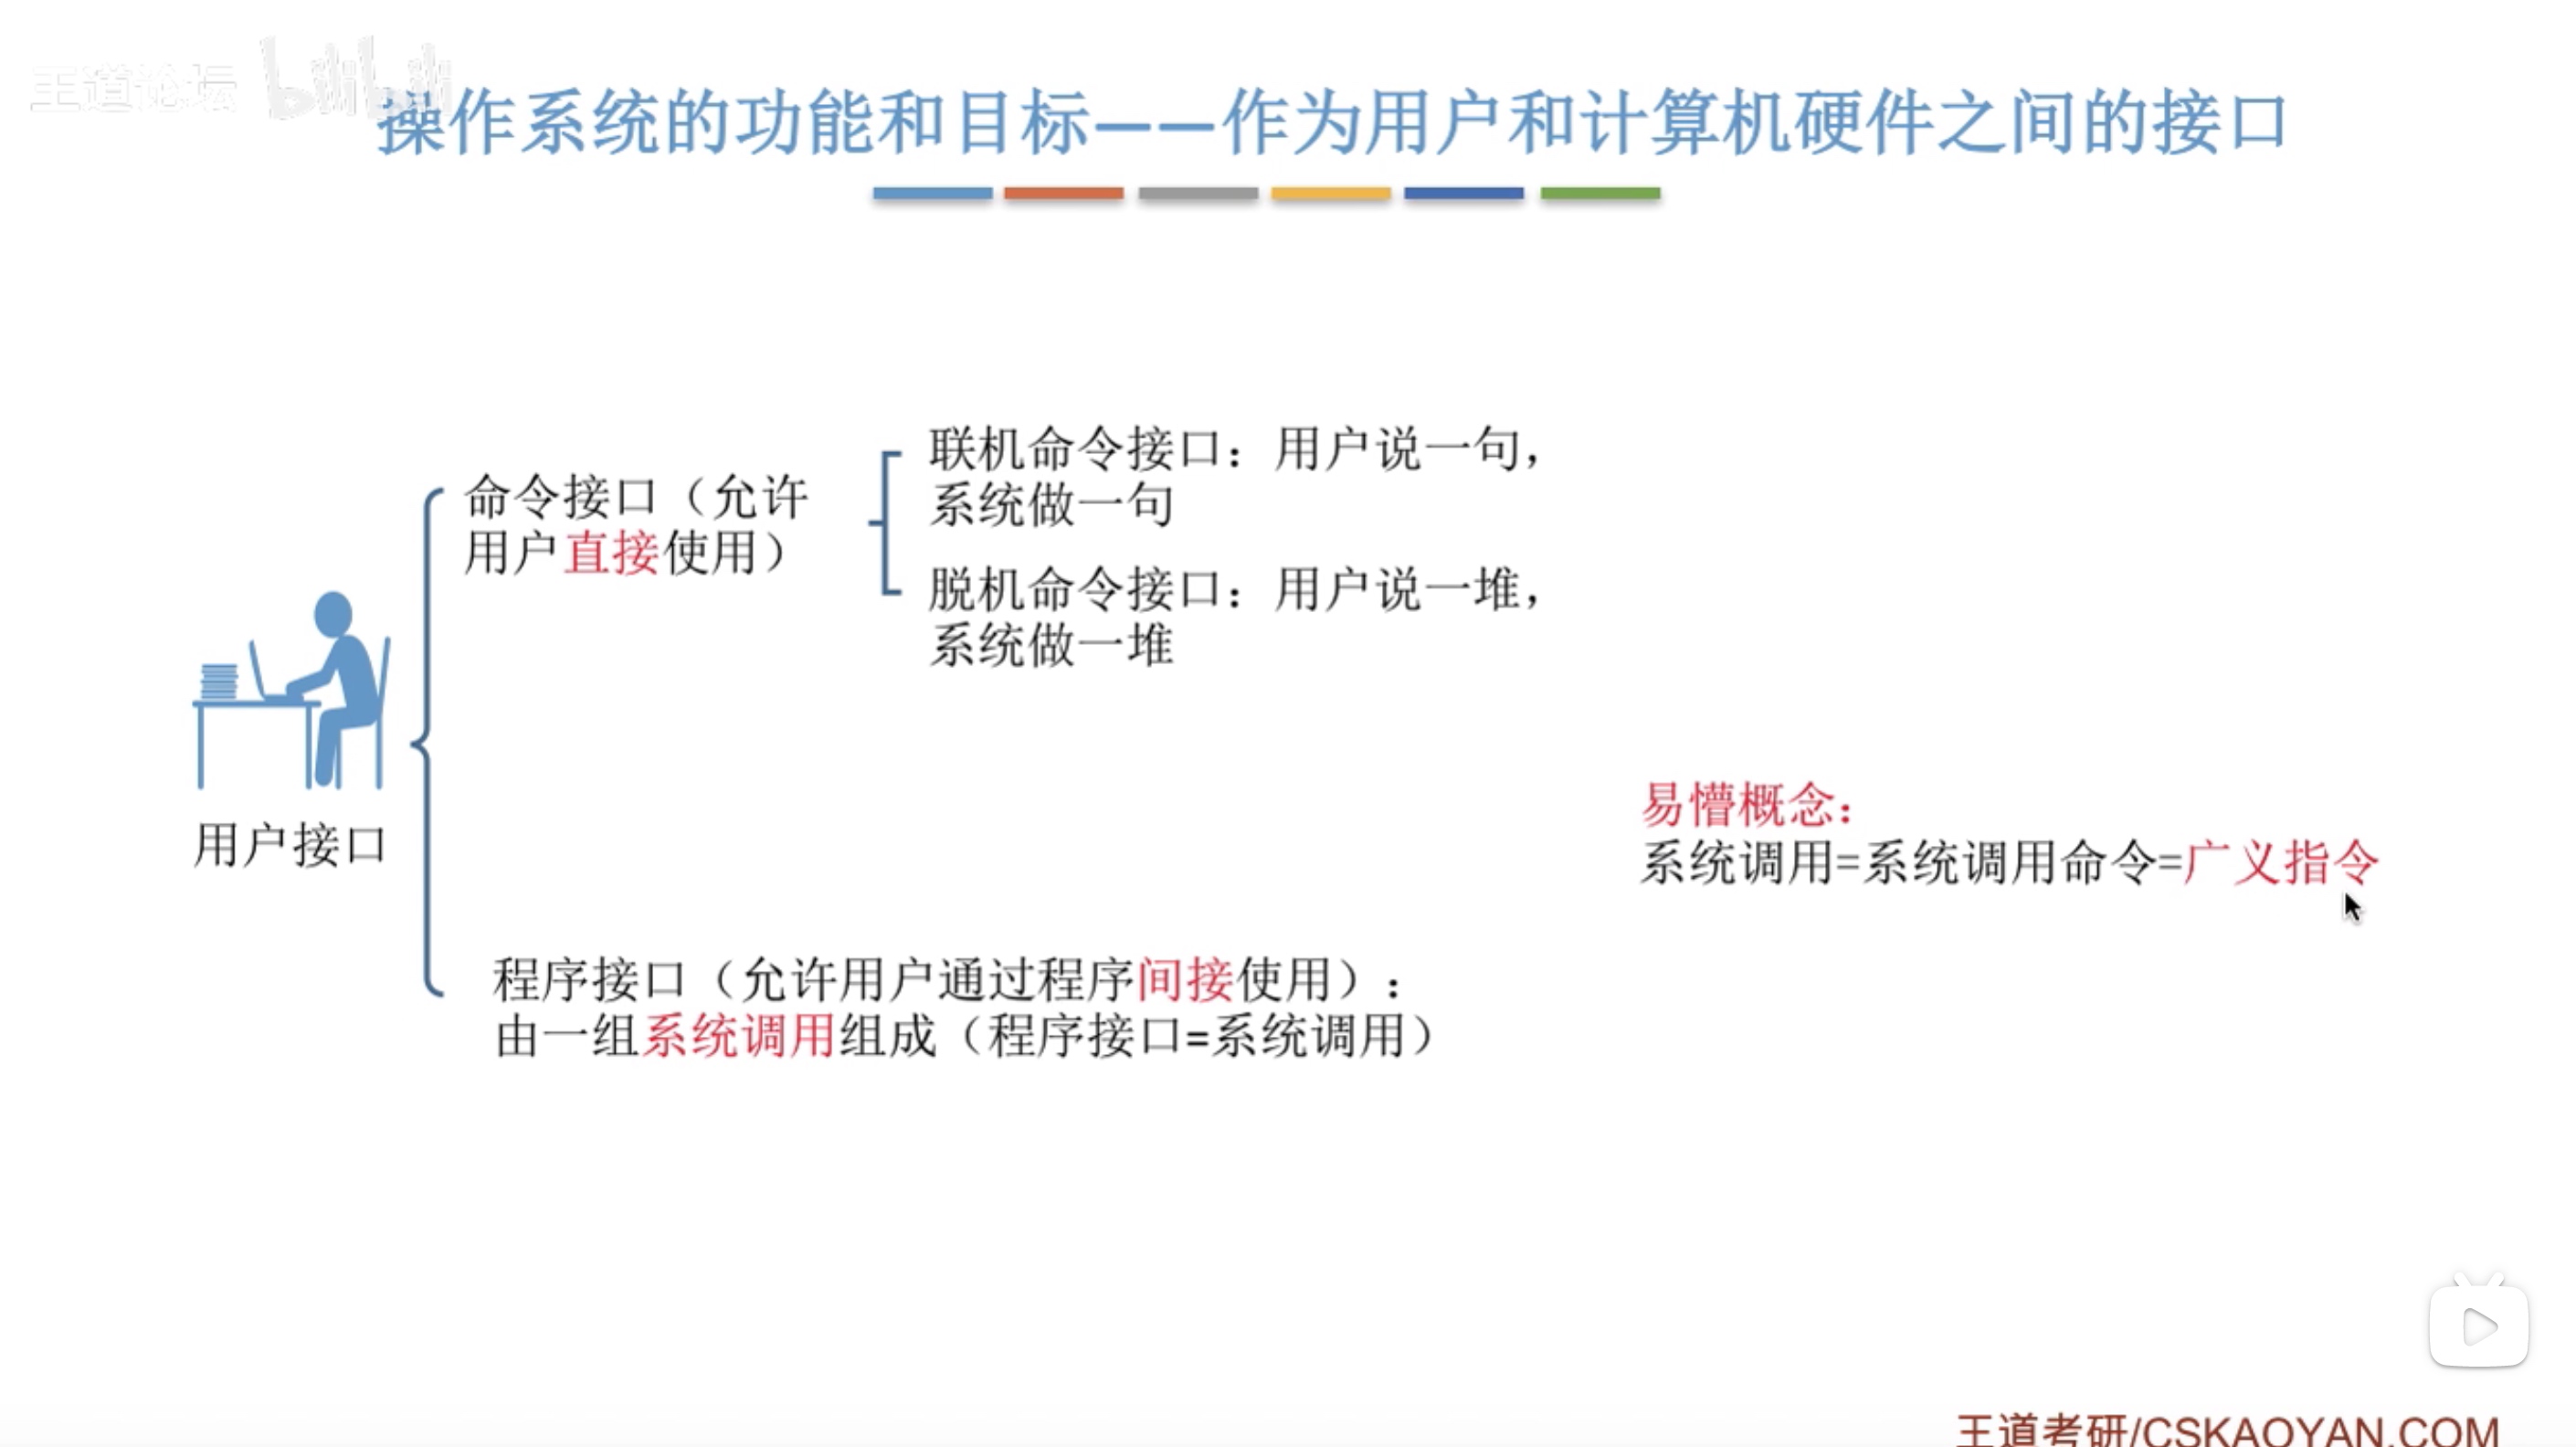 王道论坛 bilibili
操作系统的功能和目标——作为用户和计算机硬件之间的接口
命令接口（允许
用户直接使用）
联机命令接口：用户说一句，
系统做一句
脱机命令接口：用户说一堆，
系统做一堆
用户接口
易懵概念：
系统调用=系统调用命令=广义指令
程序接口（允许用户通过程序间接使用）：
由一组系统调用组成（程序接口=系统调用）
王道考研/CSKAOYAN.COM